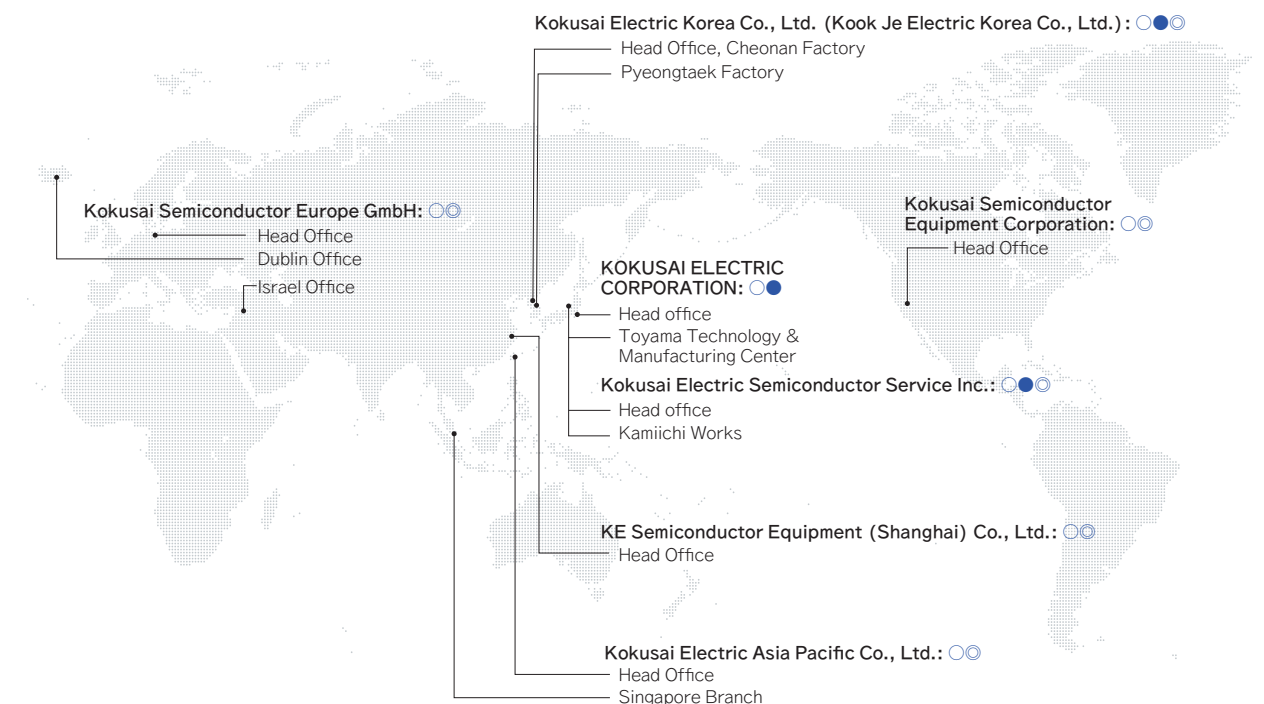 Kokusai Electric Korea Co., Ltd. (Kook Je Electric Korea Co., Ltd.) : ○●◎
Head Office, Cheonan Factory
Pyeongtaek Factory
Kokusai Semiconductor Europe GmbH: ○◎
Head Office
Dublin Office
Israel Office
Kokusai Semiconductor
Equipment Corporation: ○◎
Head Office
KOKUSAI ELECTRIC
CORPORATION: ○●
Head office
Toyama Technology &
Manufacturing Center
Kokusai Electric Semiconductor Service Inc.: ○●◎
Head office
Kamiichi Works
KE Semiconductor Equipment (Shanghai) Co., Ltd.: ○◎
Head Office
Kokusai Electric Asia Pacific Co., Ltd.: ○◎
Head Office
Singapore Branch